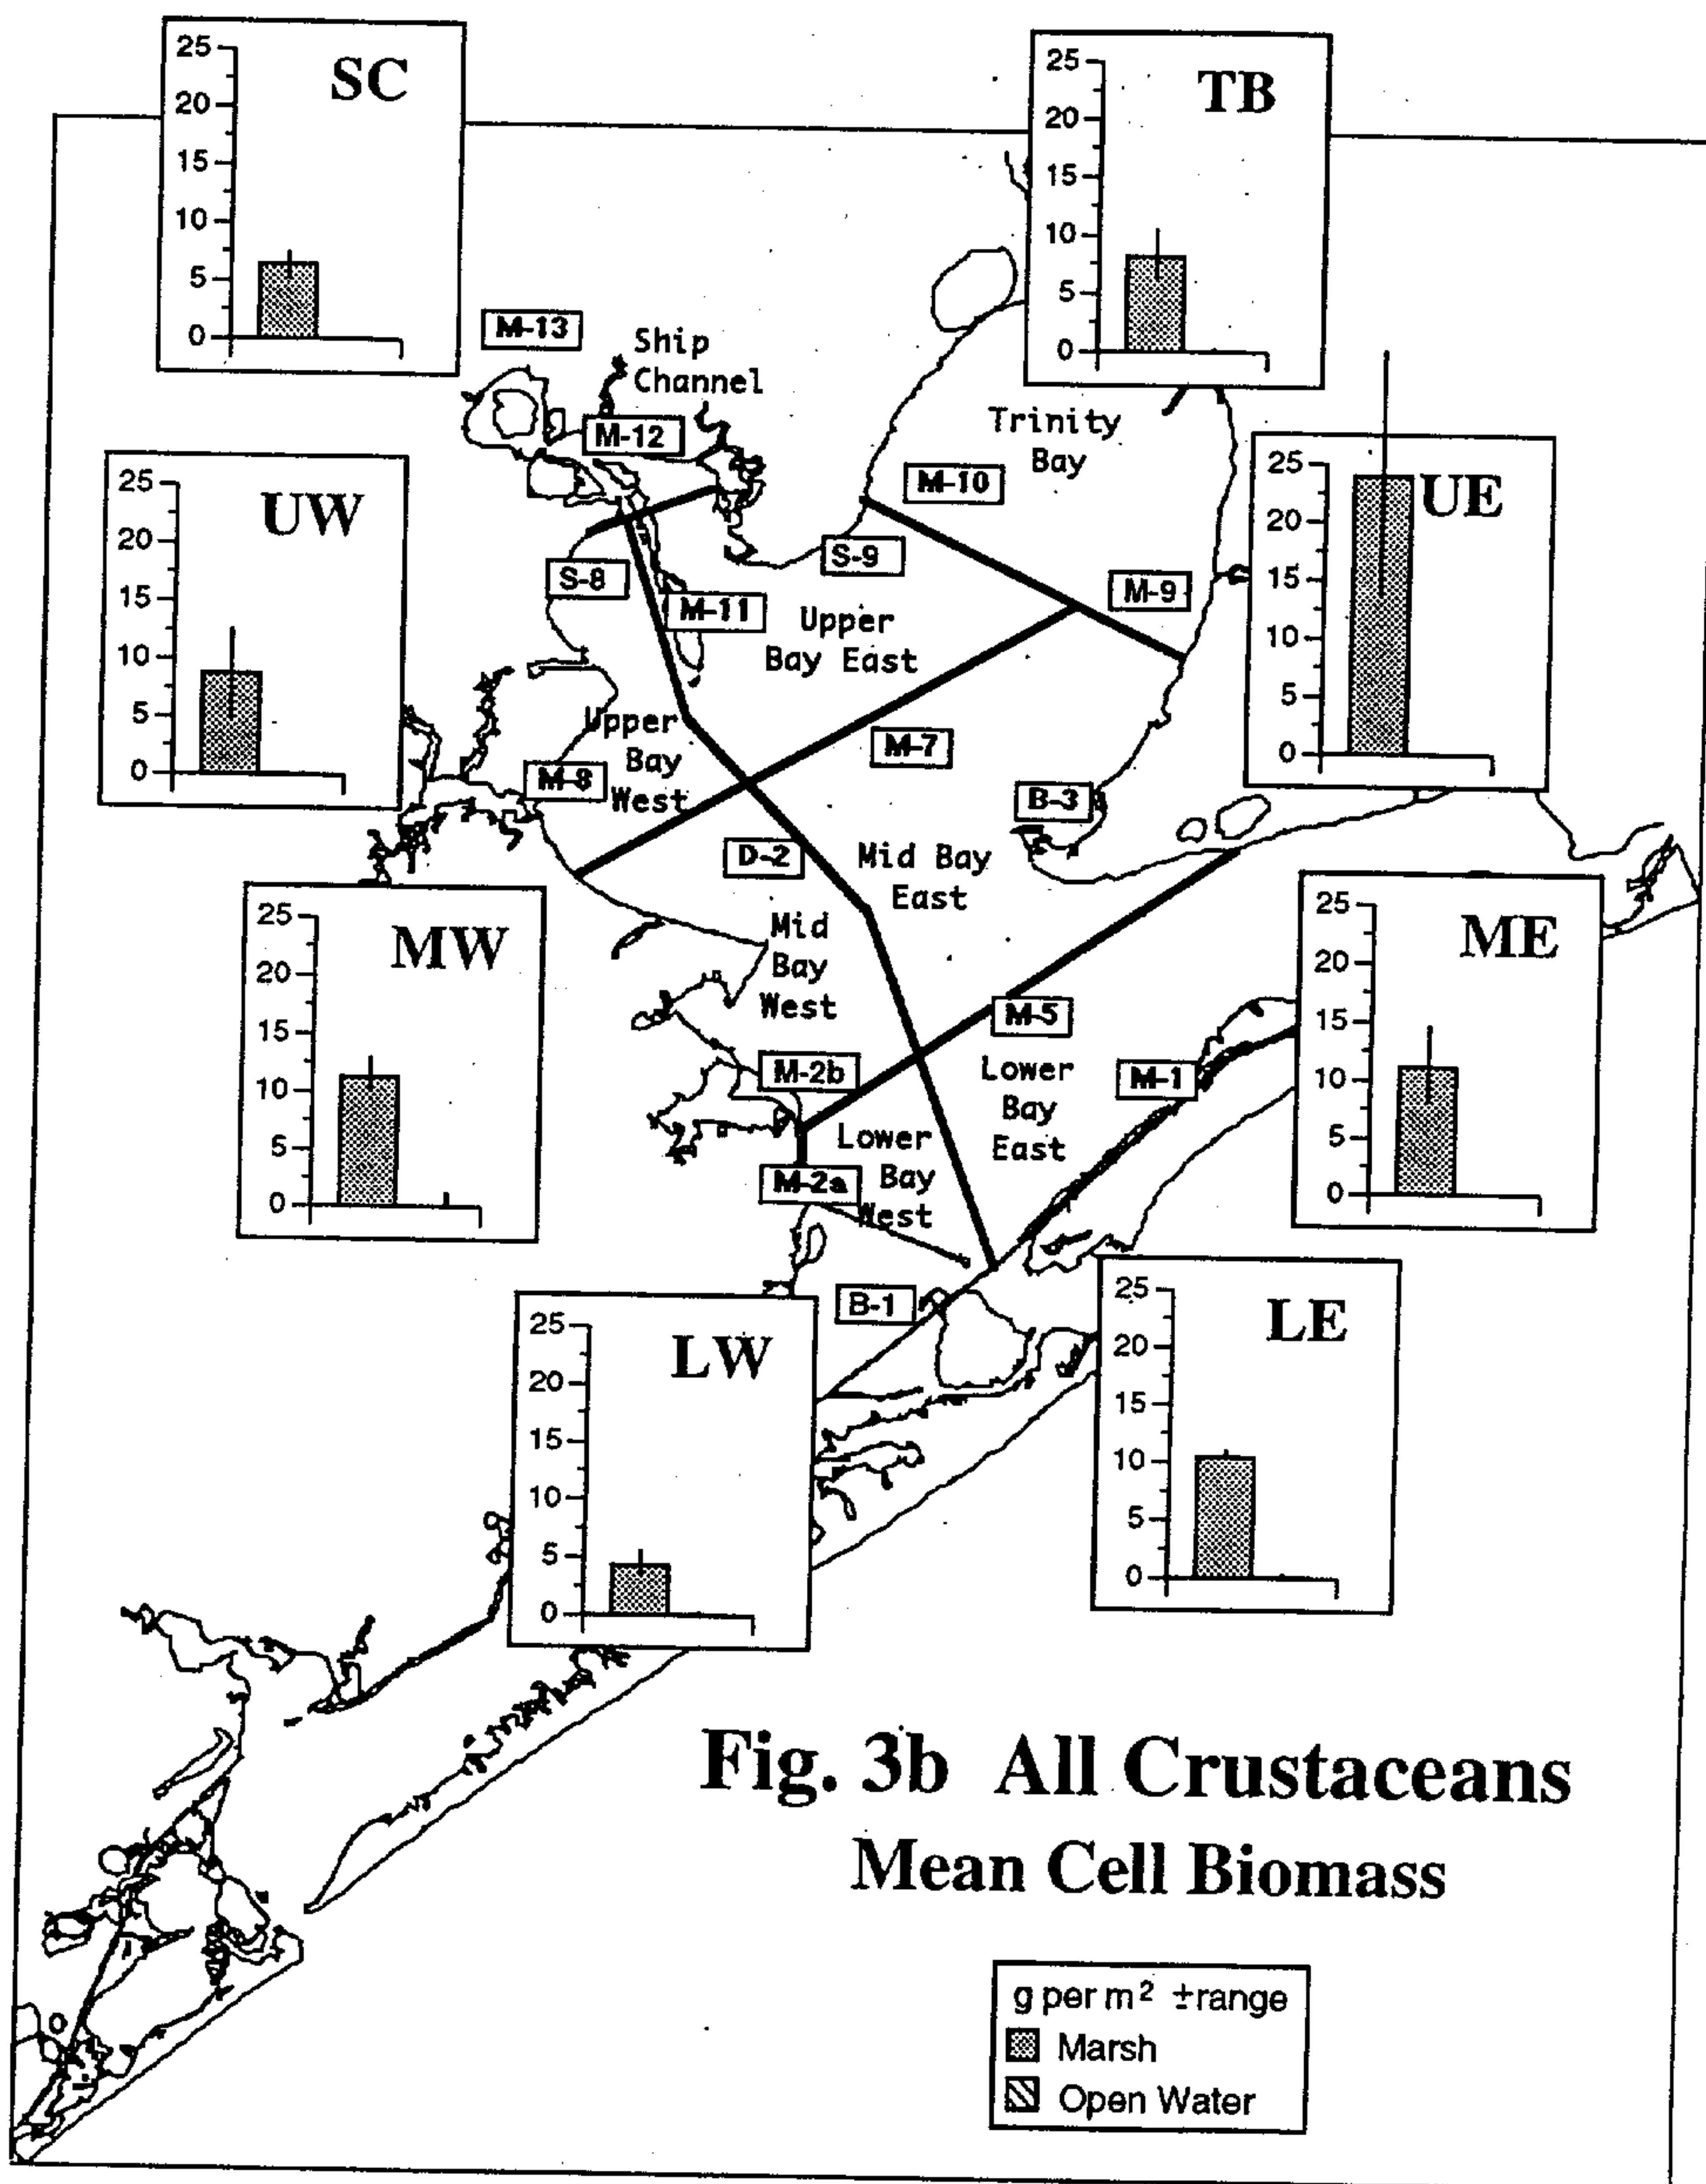 25
20
15
10
5
0
SC
25
20
15
10
5
0
TB
M-13
Ship
Channel
M-12
Trinity
Bay
M-10
25
20
15
10
5
0
UW
25
20
15
10
5
0
UE
S-9
S-8
M-9
M-11
Upper
Bay East
Upper
Bay
West
M-8
M-7
B-3
D-2
Mid Bay
East
25
20
15
10
5
0
MW
Mid
Bay
West
25
20
15
10
5
0
ME
M-5
M-2b
Lower
Bay
East
M-1
Lower
Bay
West
M-2a
B-1
25
20
15
10
5
0
LW
25
20
15
10
5
0
LE
Fig. 3b All Crustaceans
Mean Cell Biomass
g per m² ±range
Marsh
Open Water